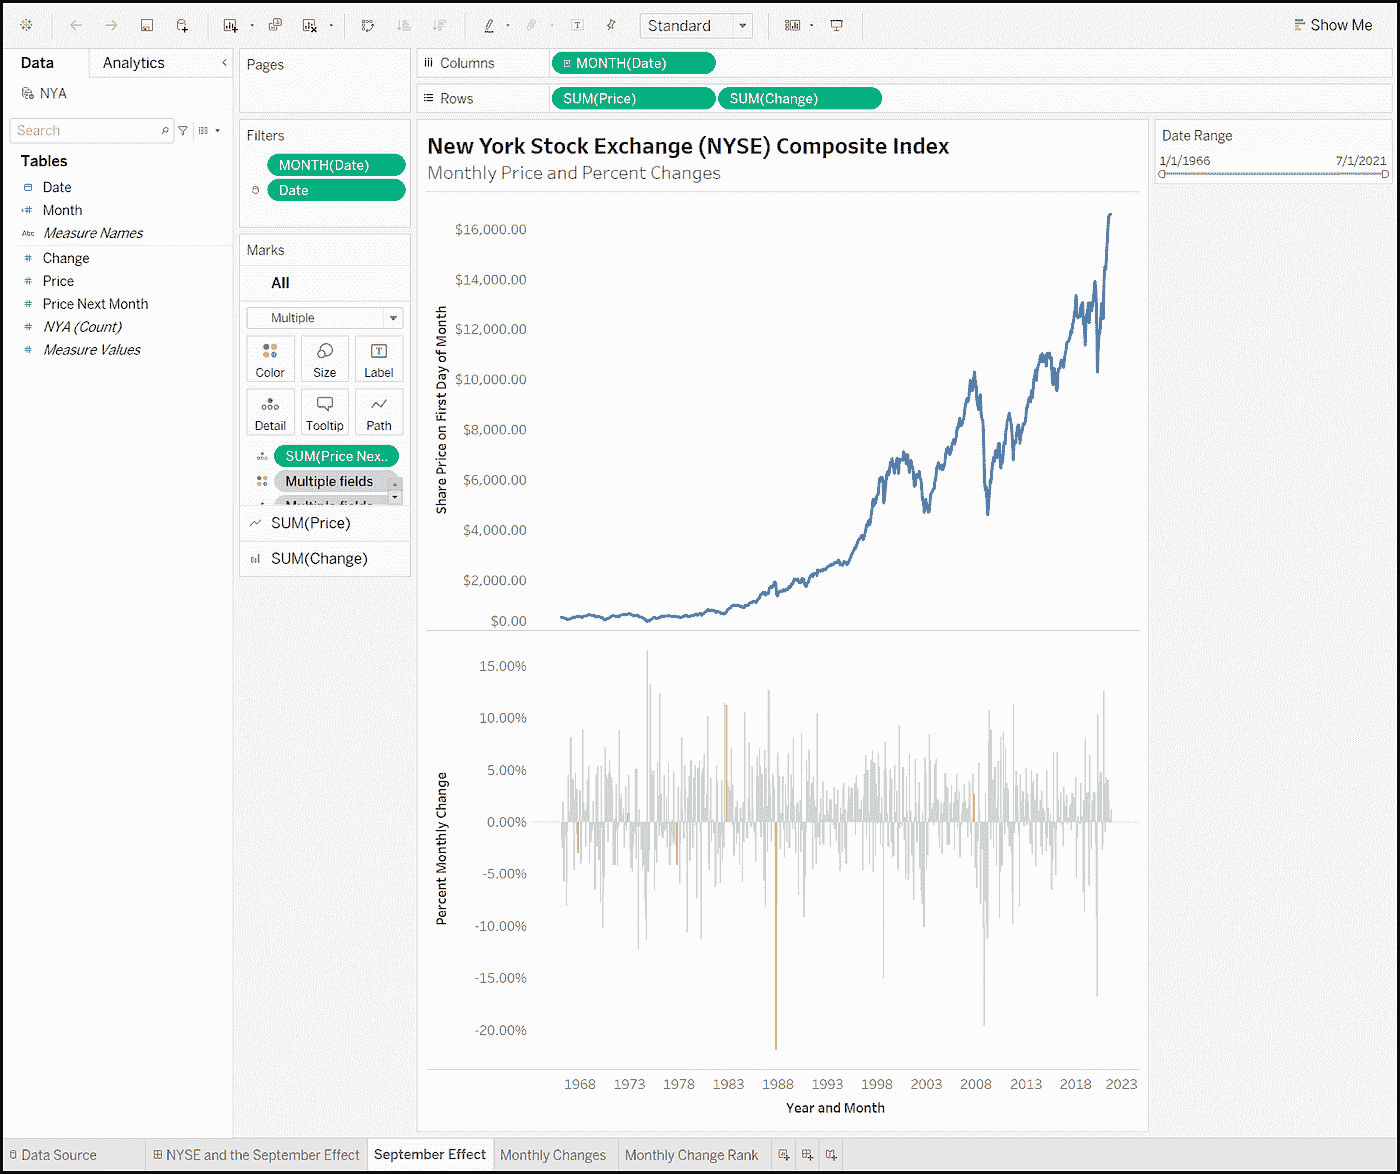 Standard
Show Me
Data
Analytics
NYA
Search
Tables
Date
Month
Abc Measure Names
Change
Price
Price Next Month
NYA (Count)
Measure Values
Pages
Columns
MONTH(Date)
Rows
SUM(Price)
SUM(Change)
Filters
MONTH(Date)
Date
Marks
All
Multiple
Color
Size
Label
Detail
Tooltip
Path
SUM(Price Nex..
Multiple fields
Multiple fields
SUM(Price)
SUM(Change)
New York Stock Exchange (NYSE) Composite Index
Monthly Price and Percent Changes
Share Price on First Day of Month
$16,000.00
$14,000.00
$12,000.00
$10,000.00
$8,000.00
$6,000.00
$4,000.00
$2,000.00
$0.00
Percent Monthly Change
15.00%
10.00%
5.00%
0.00%
-5.00%
-10.00%
-15.00%
-20.00%
1968 1973 1978 1983 1988 1993 1998 2003 2008 2013 2018 2023
Year and Month
Date Range
1/1/1966 7/1/2021
Data Source
NYSE and the September Effect
September Effect
Monthly Changes
Monthly Change Rank